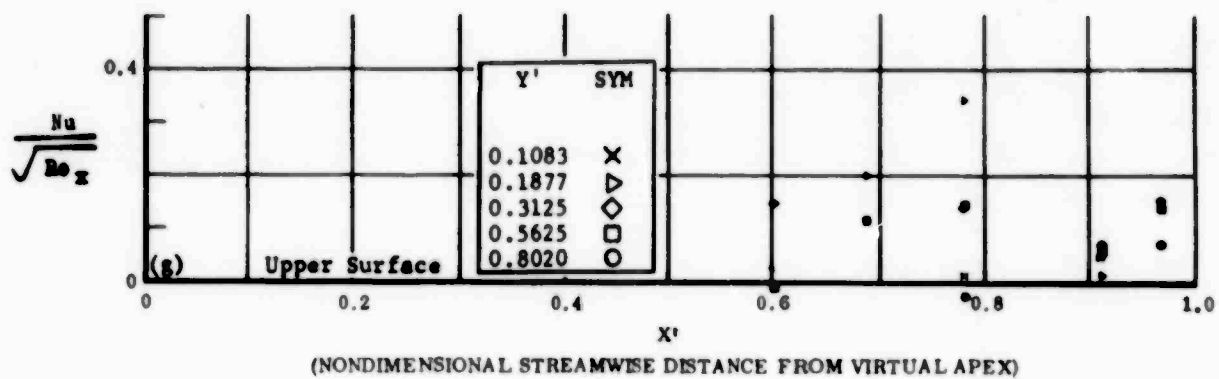 0.4
Nu
√Re x
Y' SYM
0.1083 ×
0.1877 ▷
0.3125 ◇
0.5625 □
0.8020 ○
(g) Upper Surface
0
0 0.2 0.4 0.6 0.8 1.0
X'
(NONDIMENSIONAL STREAMWISE DISTANCE FROM VIRTUAL APEX)